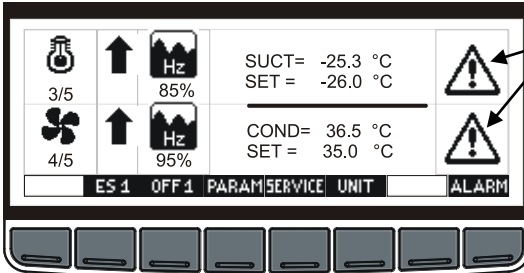 Hz
SUCT= -25.3 °C
SET = -26.0 °C
3/5
85%
Hz
COND= 36.5 °C
SET = 35.0 °C
4/5
95%
ES 1 OFF 1 PARAM SERVICE UNIT ALARM